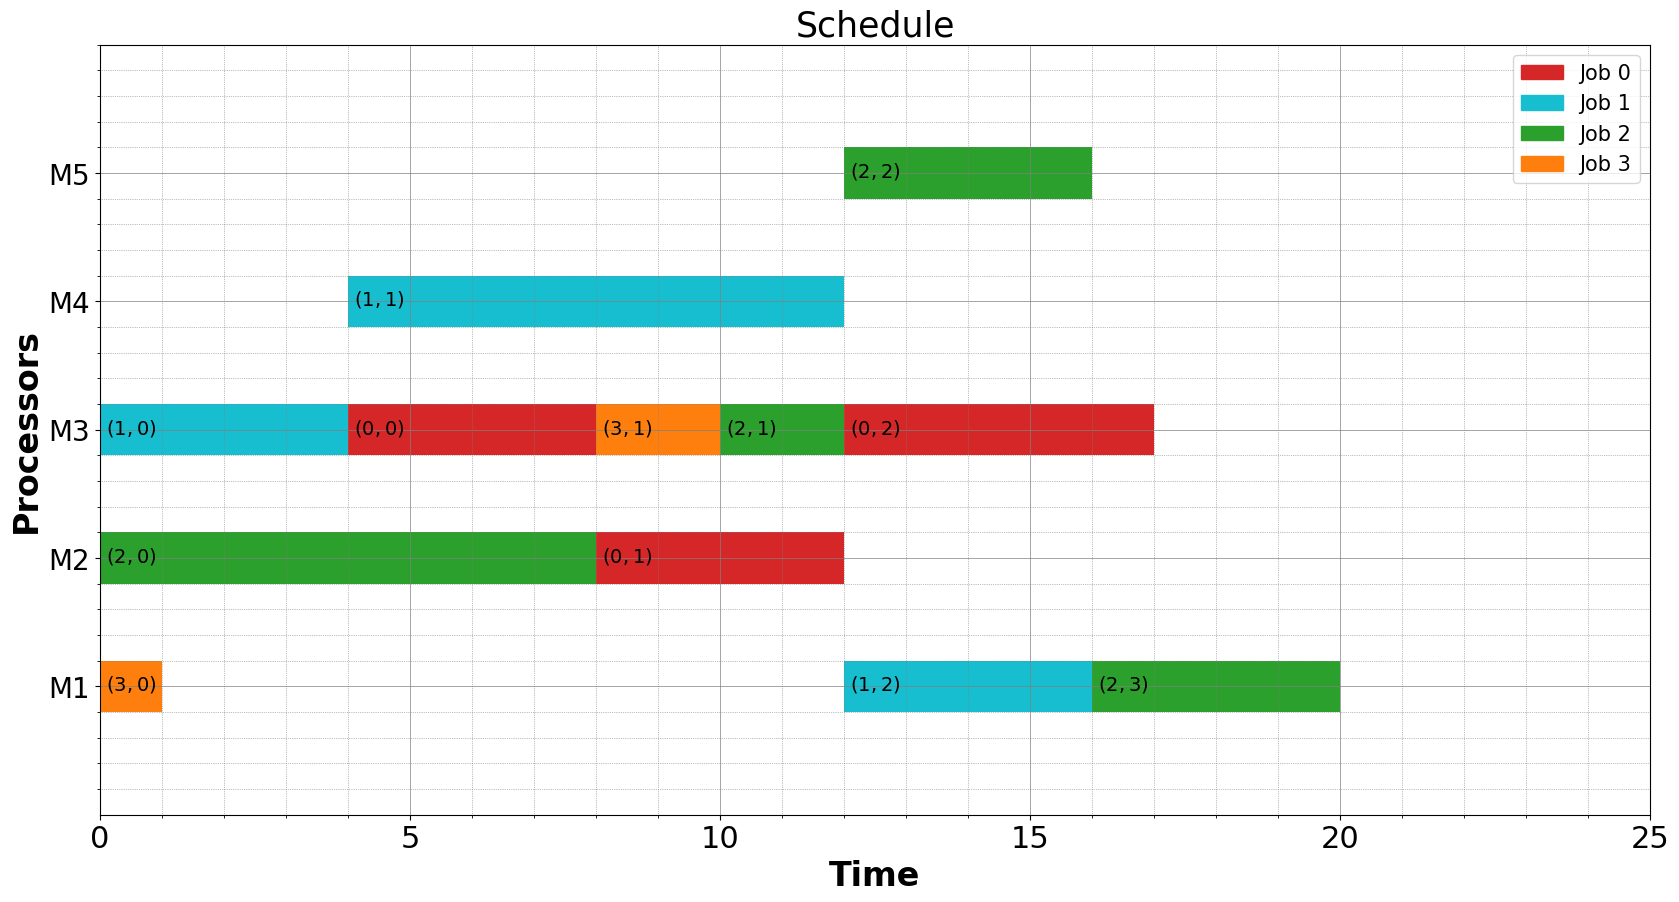 Schedule
Job 0
Job 1
Job 2
Job 3
M5
(2, 2)
M4
(1, 1)
M3
(1, 0) (0, 0) (3, 1) (2, 1) (0, 2)
M2
(2, 0) (0, 1)
M1
(3, 0) (1, 2) (2, 3)
Processors
0 5 10 15 20 25
Time